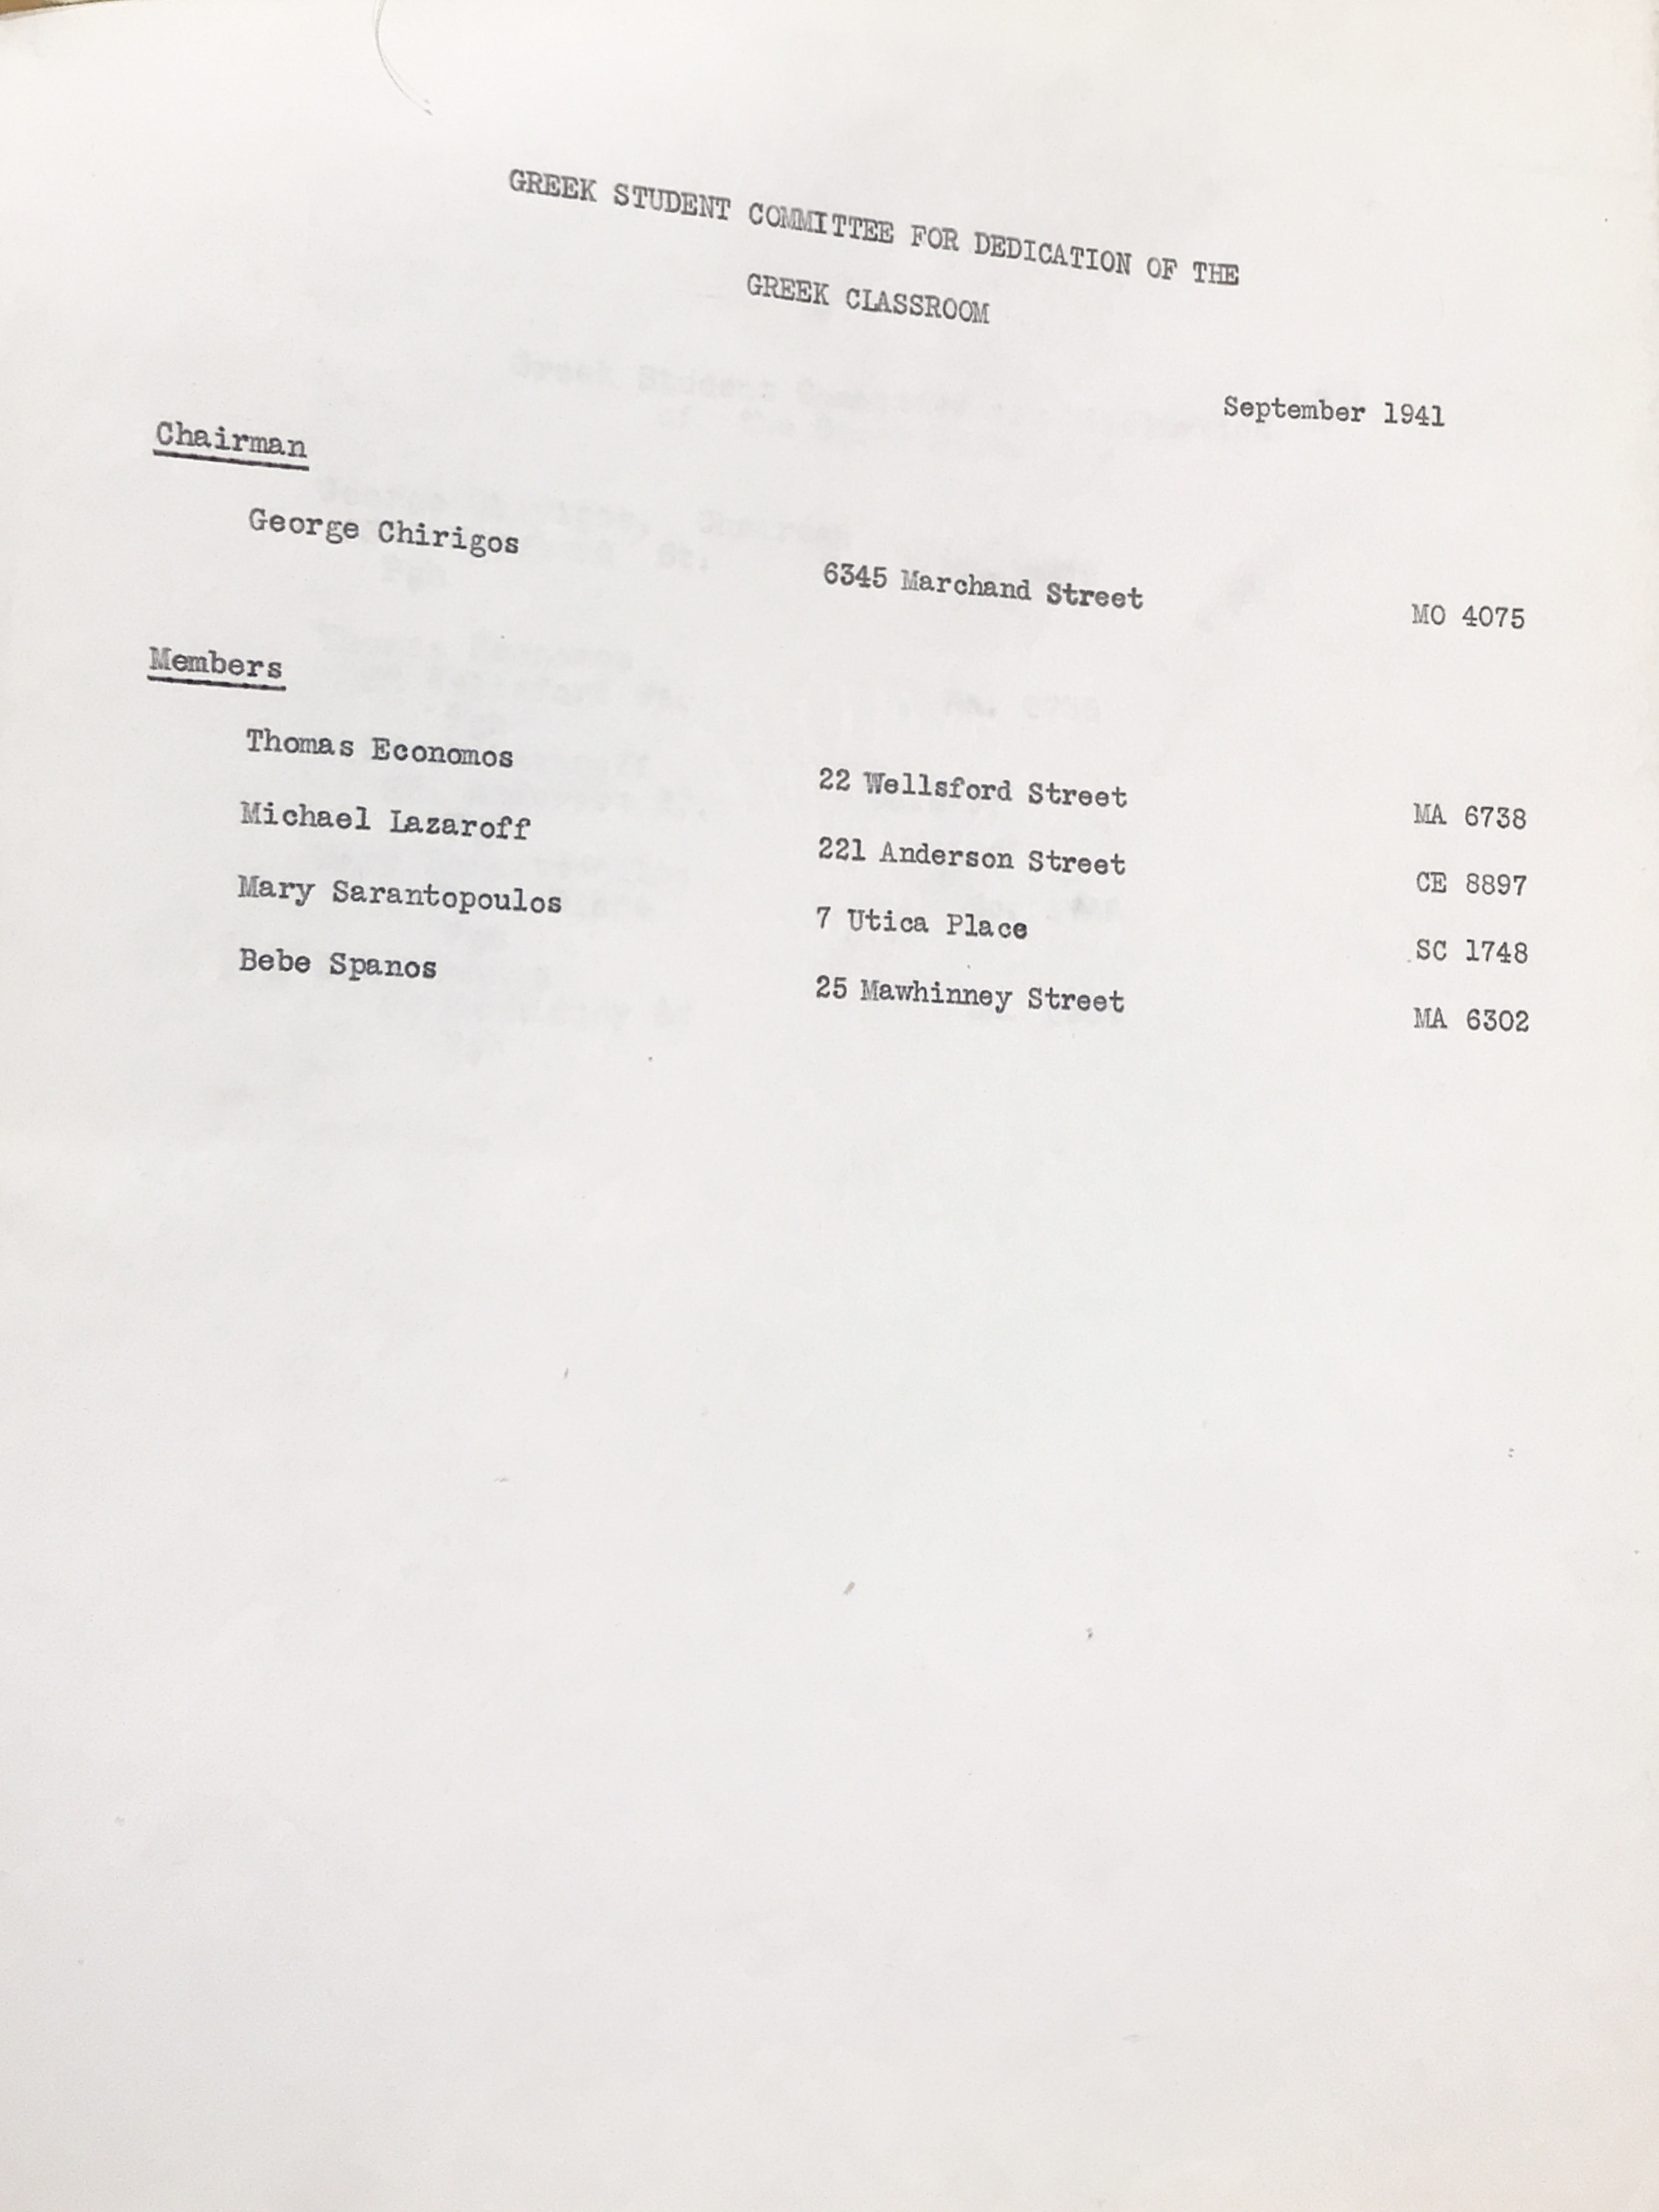 GREEK STUDENT COMMITTEE FOR DEDICATION OF THE
GREEK CLASSROOM
September 1941
Chairman
George Chirigos 6345 Marchand Street MO 4075
Members
Thomas Economos 22 Wellsford Street MA 6738
Michael Lazaroff 221 Anderson Street CE 8897
Mary Sarantopoulos 7 Utica Place SC 1748
Bebe Spanos 25 Mawhinney Street MA 6302